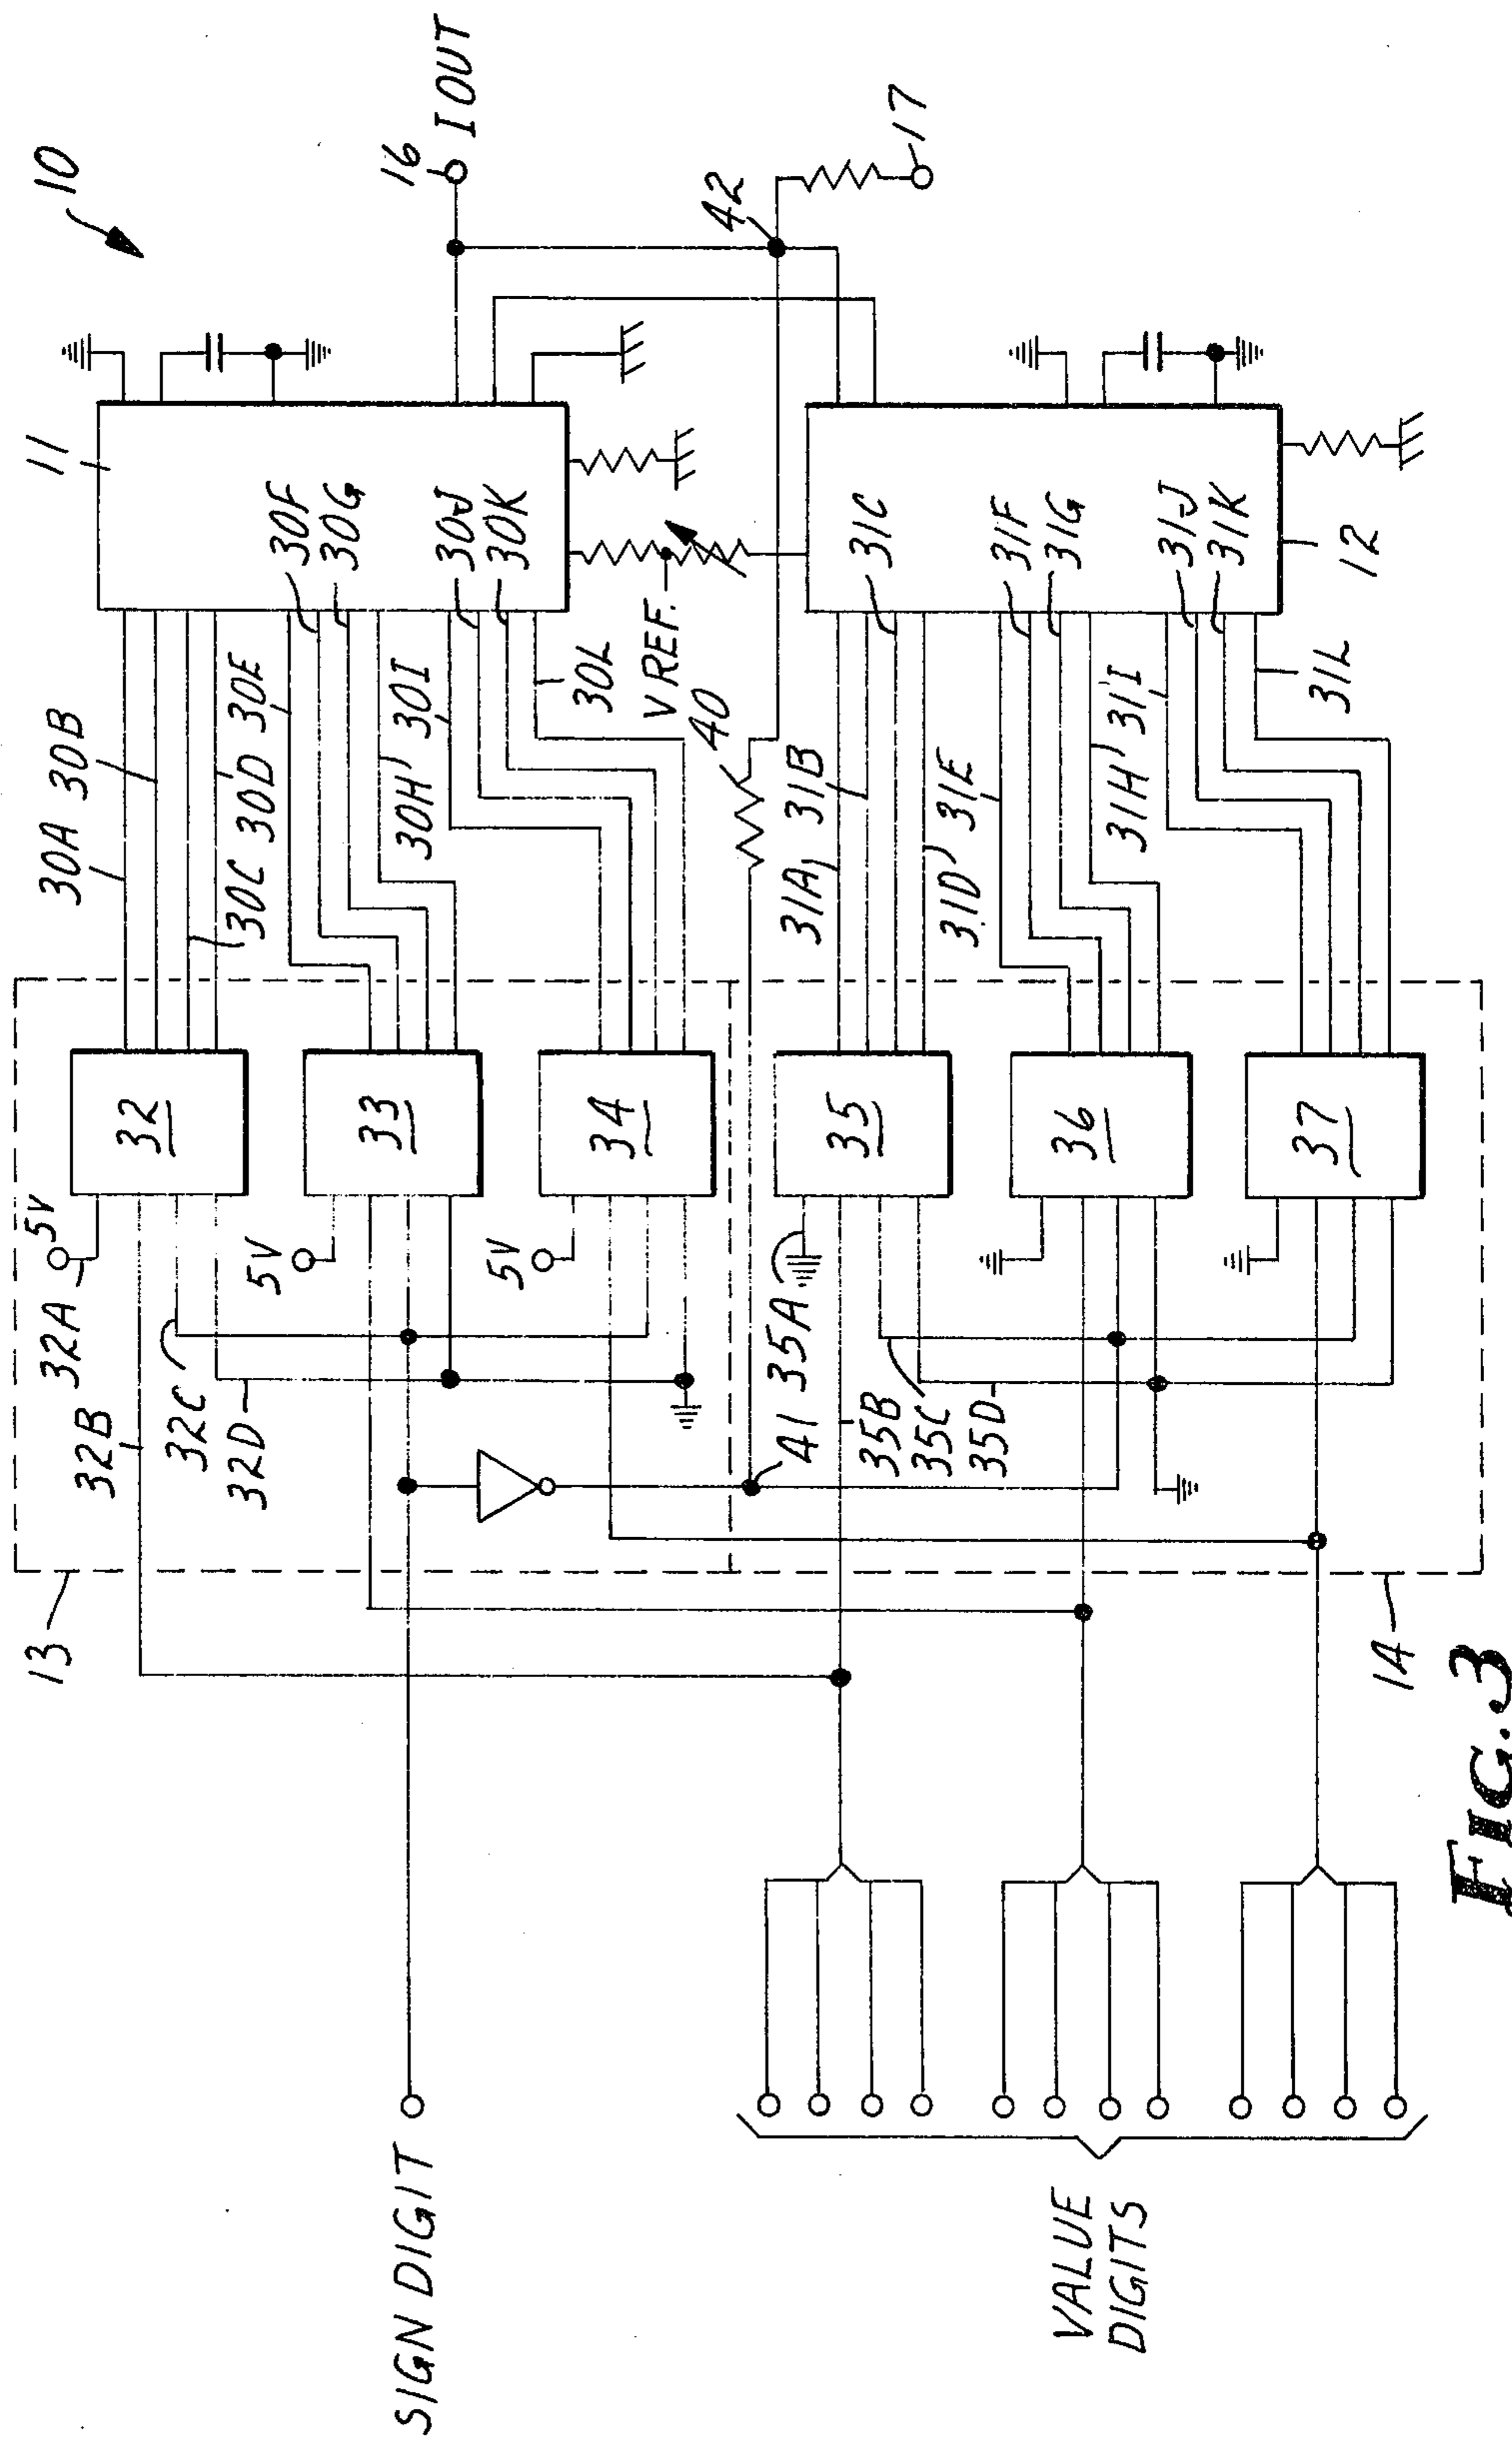 10
11
16
I OUT
30A
30B
30C
30D
30E
30F
30G
30H
30I
30J
30K
30L
V REF.
40
42
17
13
32A
5V
32B
32C
32D
32
5V
33
5V
34
41
35A
35B
35C
35D
35
36
37
31A
31B
31C
31D
31E
31F
31G
31H
31I
31J
31K
31L
12
14
SIGN DIGIT
VALUE
DIGITS
FIG. 3